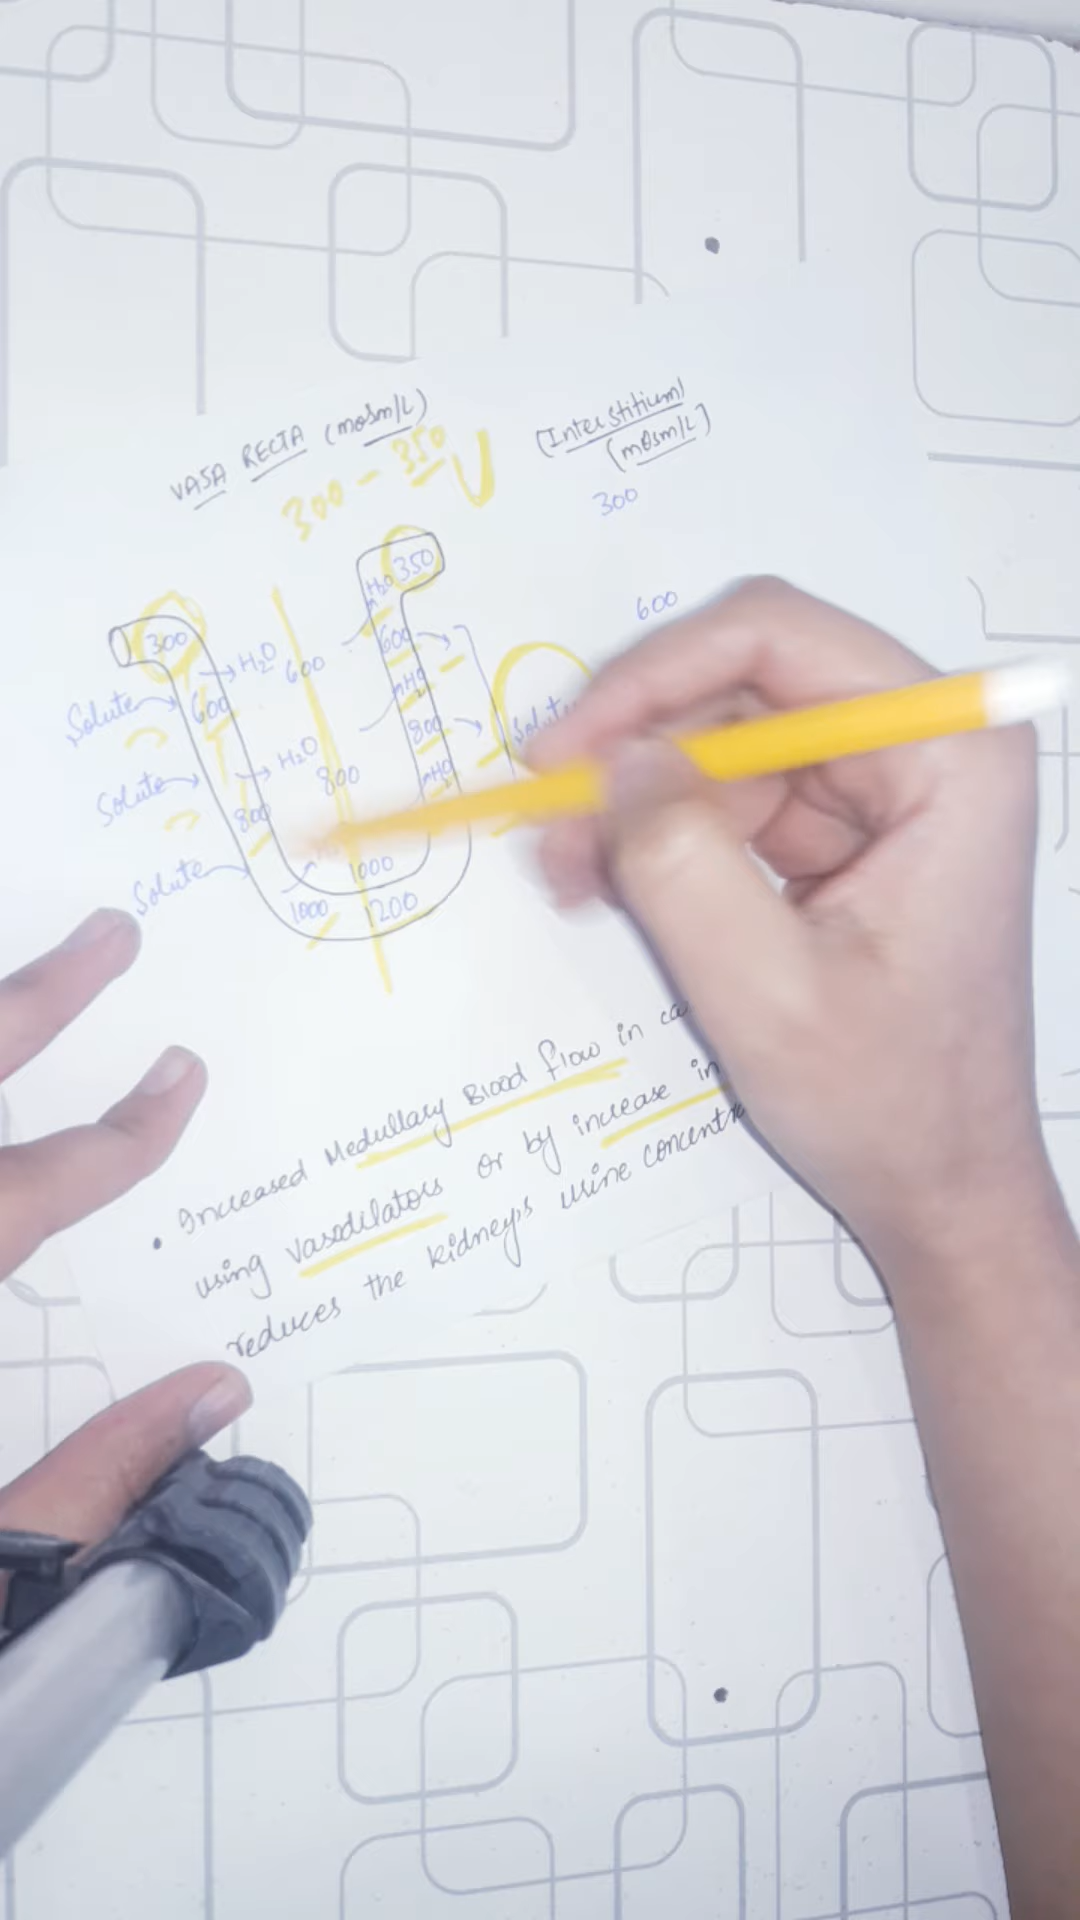 VASA RECTA (mosm/L)
300 - 350
(Interstitium)
[mosm/L]
300
600
350
H2O
600
H2O
800
H2O
Solute
300
Solute
600
H2O
600
Solute
H2O
800
800
Solute
1000
1000
1200
• Increased Medullary Blood flow in
using vasodilators or by increase in
reduces the kidney's urine